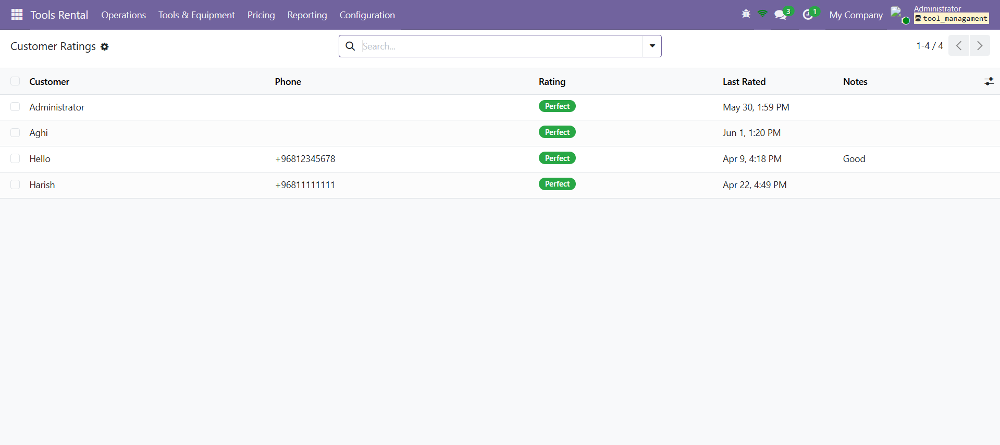 Tools Rental Operations Tools & Equipment Pricing Reporting Configuration 3 1 My Company Administrator
tool_managament
Customer Ratings Search... 1-4 / 4
Customer Phone Rating Last Rated Notes
Administrator Perfect May 30, 1:59 PM
Aghi Perfect Jun 1, 1:20 PM
Hello +96812345678 Perfect Apr 9, 4:18 PM Good
Harish +96811111111 Perfect Apr 22, 4:49 PM